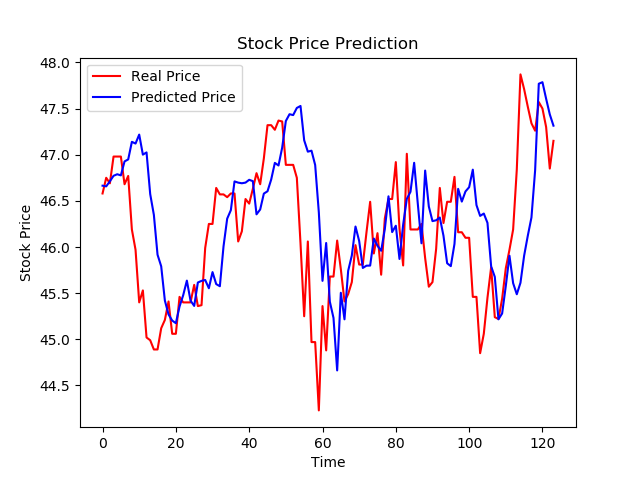 Stock Price Prediction
Real Price
Predicted Price
48.0
47.5
47.0
46.5
46.0
45.5
45.0
44.5
Stock Price
0 20 40 60 80 100 120
Time